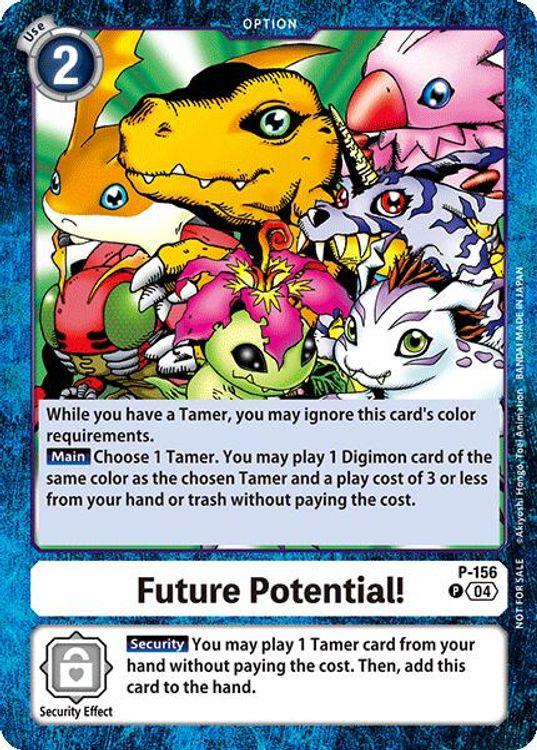 OPTION
Use
2
While you have a Tamer, you may ignore this card's color
requirements.
Main Choose 1 Tamer. You may play 1 Digimon card of the
same color as the chosen Tamer and a play cost of 3 or less
from your hand or trash without paying the cost.
Future Potential!
P-156
P 04
Security You may play 1 Tamer card from your
hand without paying the cost. Then, add this
card to the hand.
Security Effect
NOT FOR SALE ©Akiyoshi Hongo, Toei Animation BANDAI MADE IN JAPAN